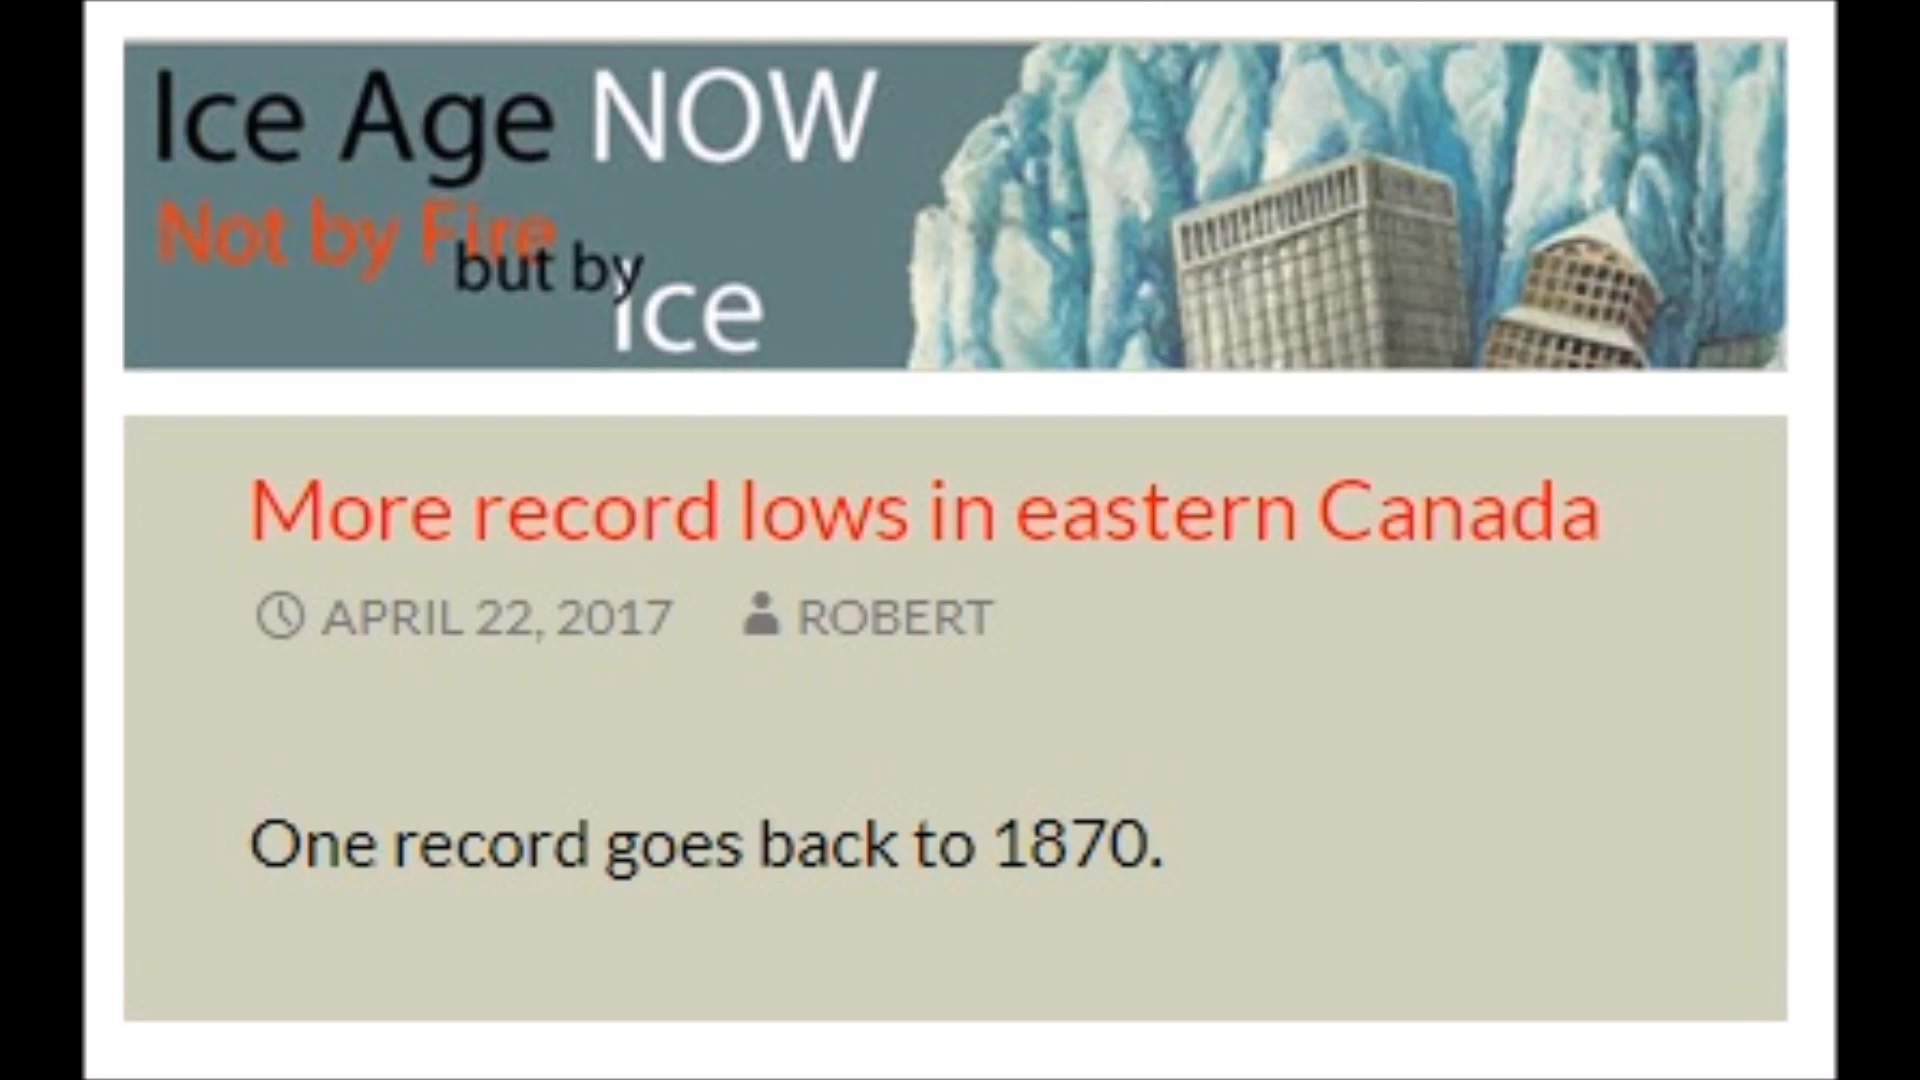 Ice Age NOW
Not by Fire
but by
ice
More record lows in eastern Canada
APRIL 22, 2017 ROBERT
One record goes back to 1870.